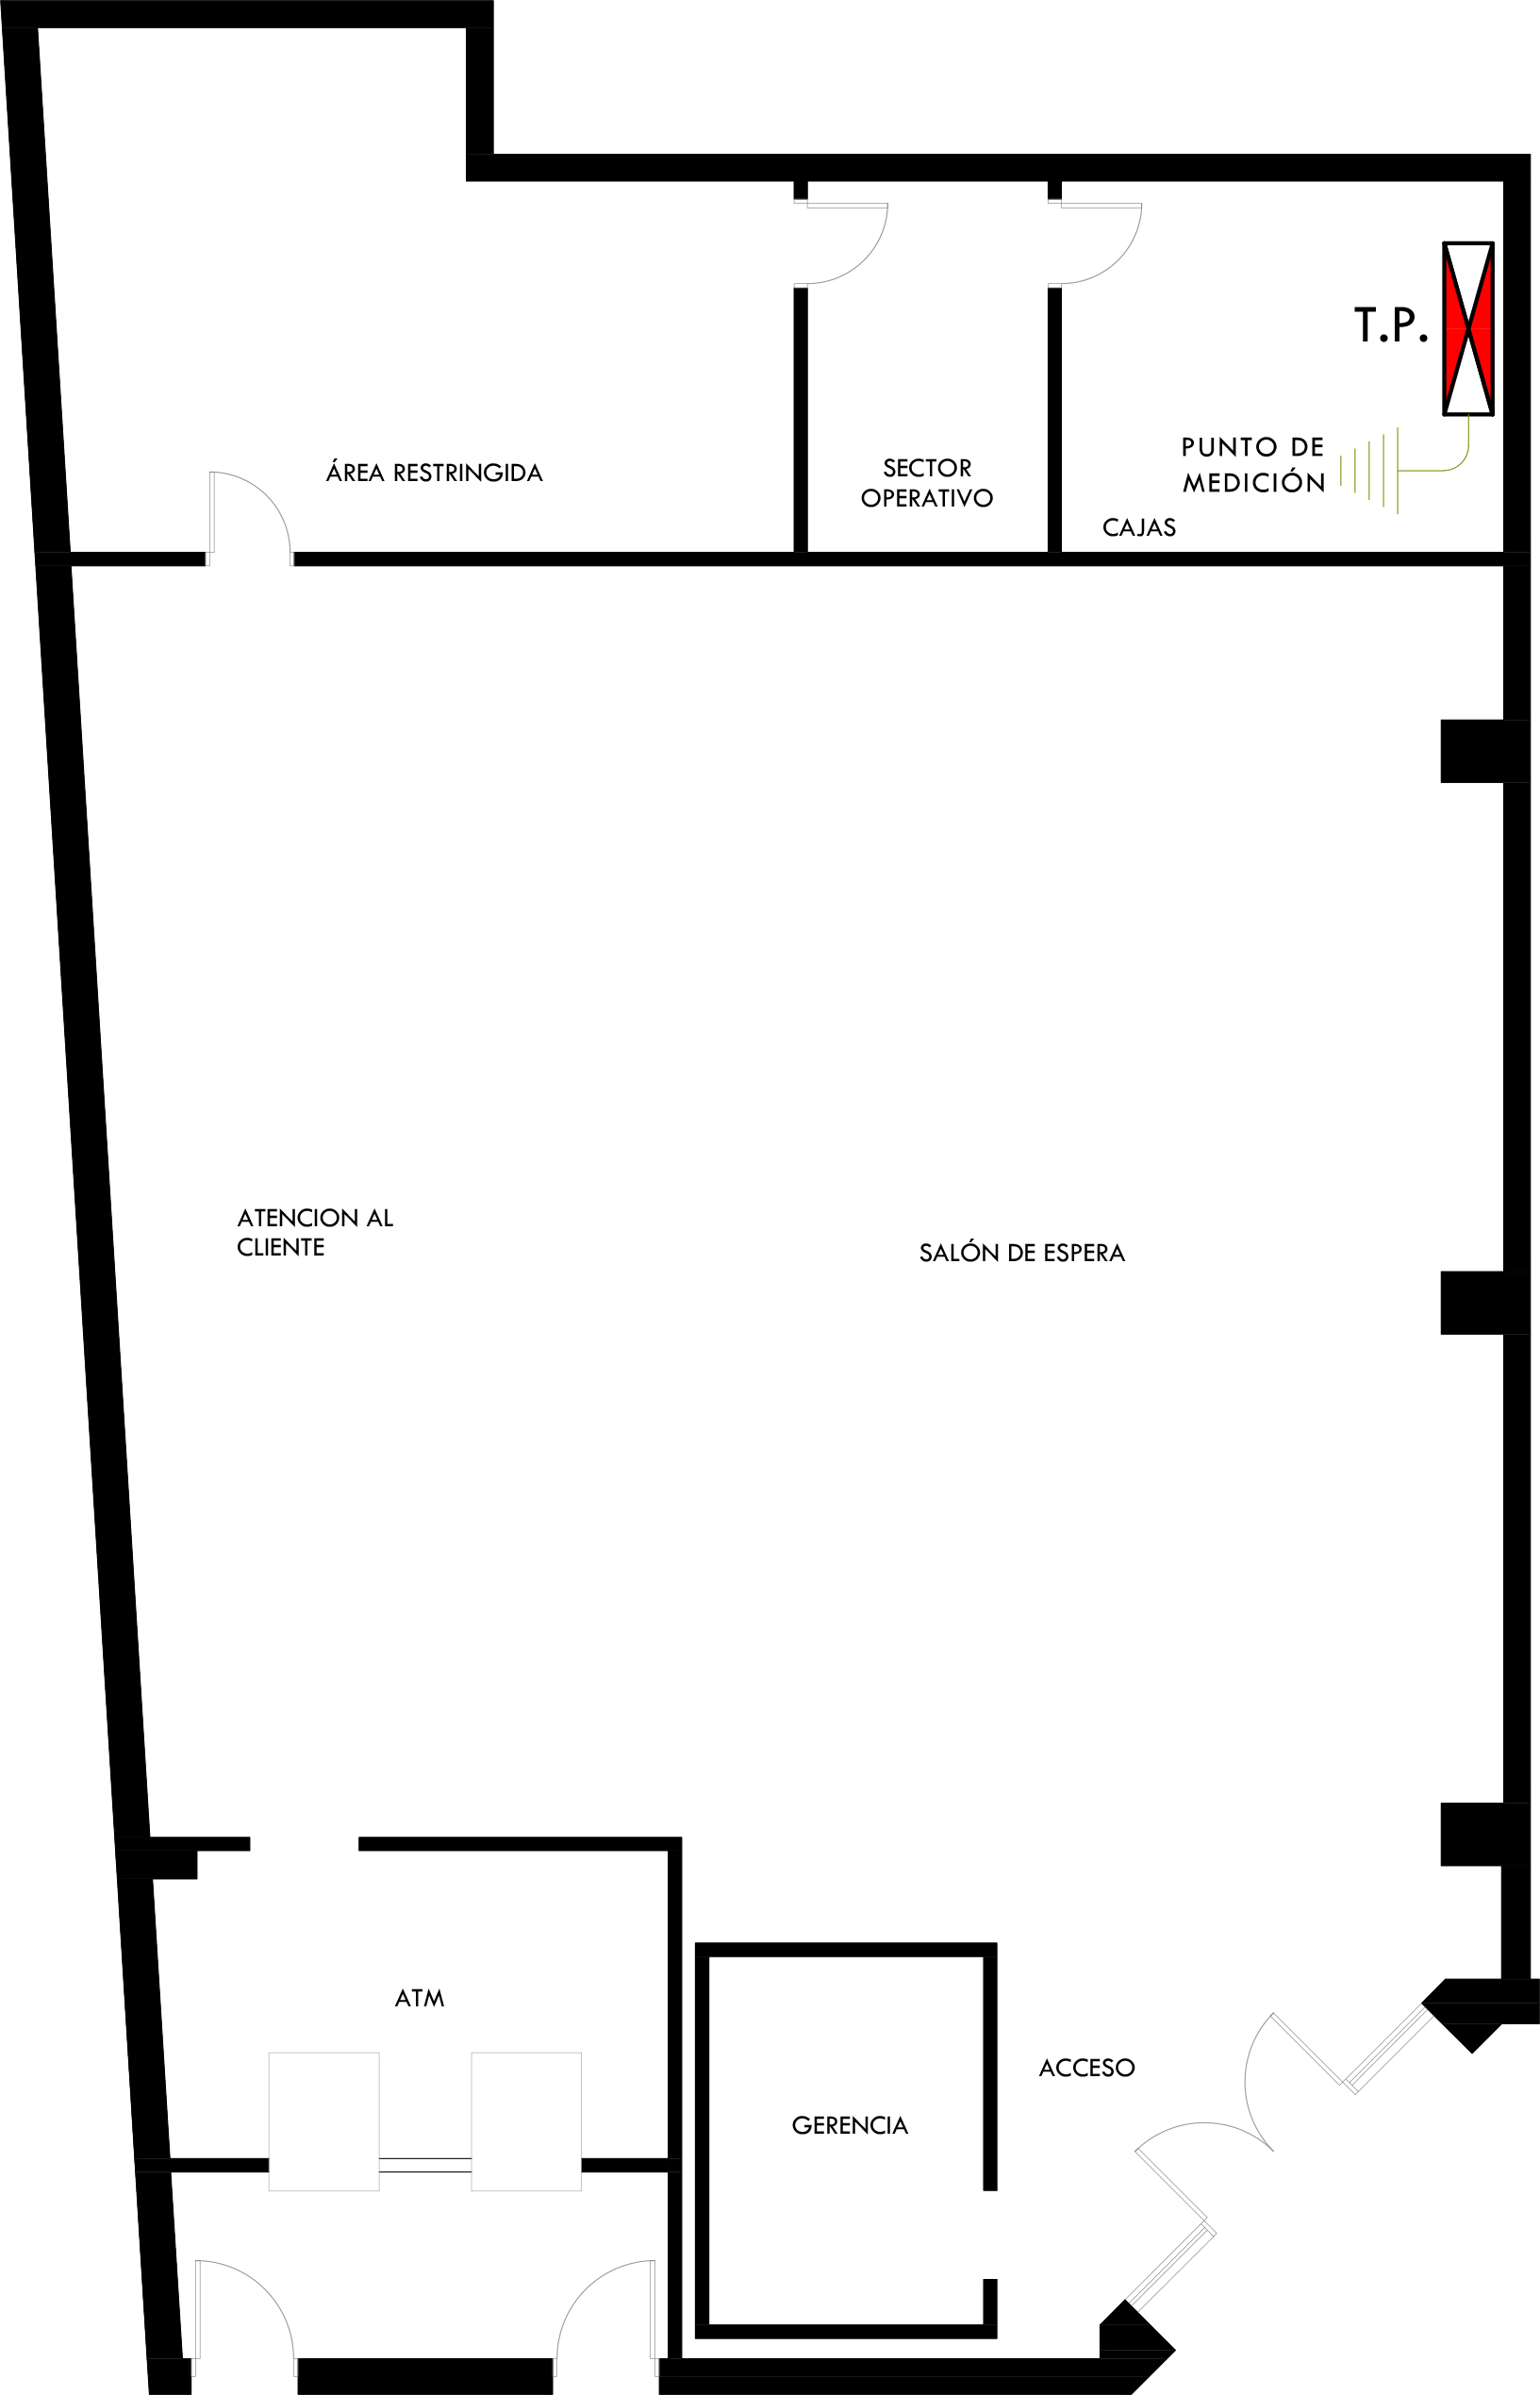 T.P.
PUNTO DE
MEDICIÓN
ÁREA RESTRINGIDA
SECTOR
OPERATIVO
CAJAS
ATENCION AL
CLIENTE
SALÓN DE ESPERA
ATM
ACCESO
GERENCIA